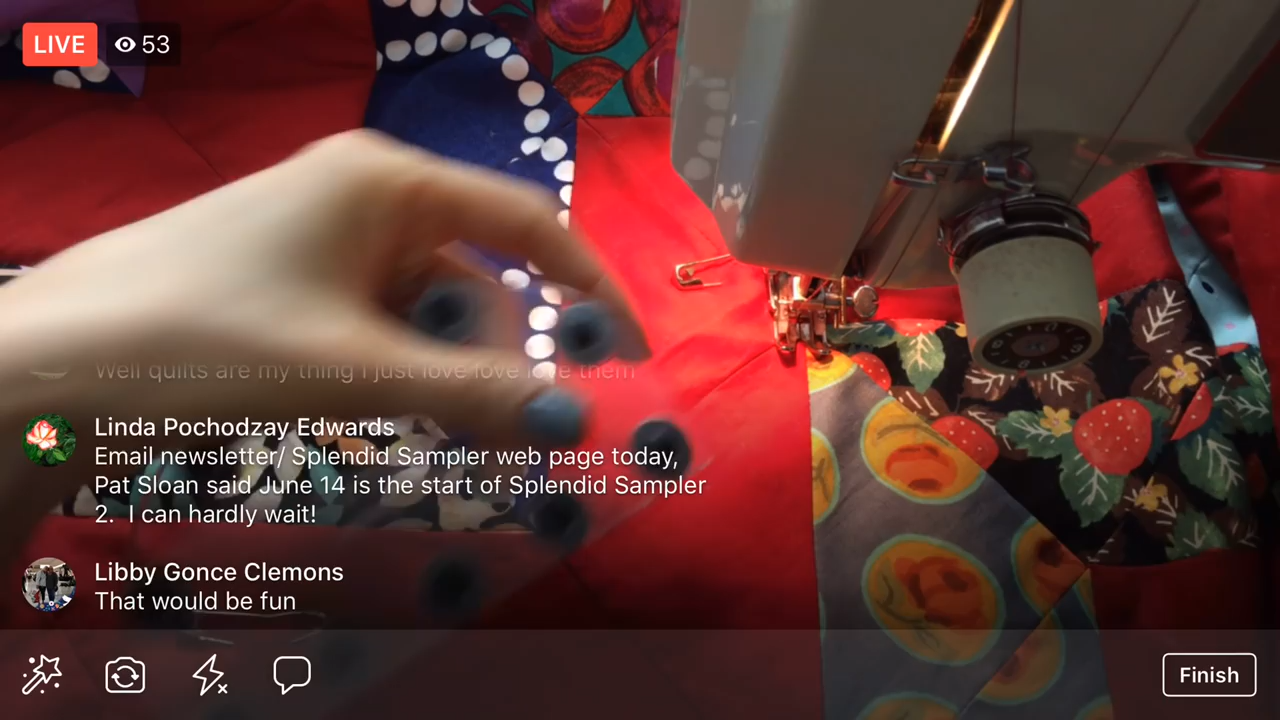 LIVE 53
Well quilts are my thing I just love love love them
Linda Pochodzay Edwards
Email newsletter/ Splendid Sampler web page today,
Pat Sloan said June 14 is the start of Splendid Sampler
2. I can hardly wait!
Libby Gonce Clemons
That would be fun
Finish